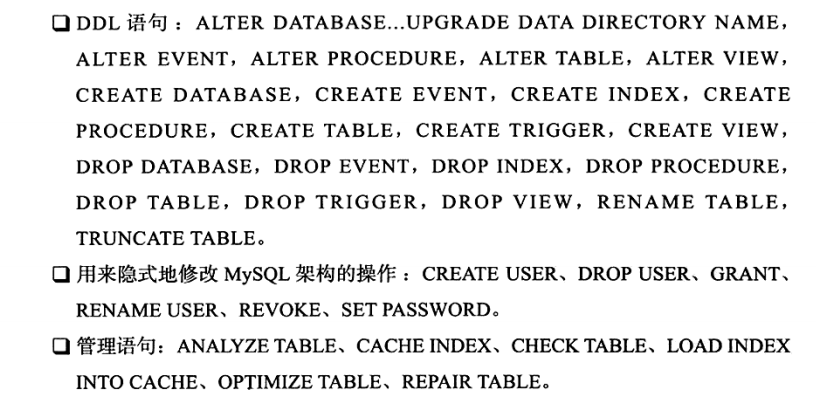 ❑ DDL 语句：ALTER DATABASE...UPGRADE DATA DIRECTORY NAME，
ALTER EVENT，ALTER PROCEDURE，ALTER TABLE，ALTER VIEW，
CREATE DATABASE，CREATE EVENT，CREATE INDEX，CREATE
PROCEDURE，CREATE TABLE，CREATE TRIGGER，CREATE VIEW，
DROP DATABASE，DROP EVENT，DROP INDEX，DROP PROCEDURE，
DROP TABLE，DROP TRIGGER，DROP VIEW，RENAME TABLE，
TRUNCATE TABLE。
❑ 用来隐式地修改 MySQL 架构的操作：CREATE USER、DROP USER、GRANT、
RENAME USER、REVOKE、SET PASSWORD。
❑ 管理语句：ANALYZE TABLE、CACHE INDEX、CHECK TABLE、LOAD INDEX
INTO CACHE、OPTIMIZE TABLE、REPAIR TABLE。